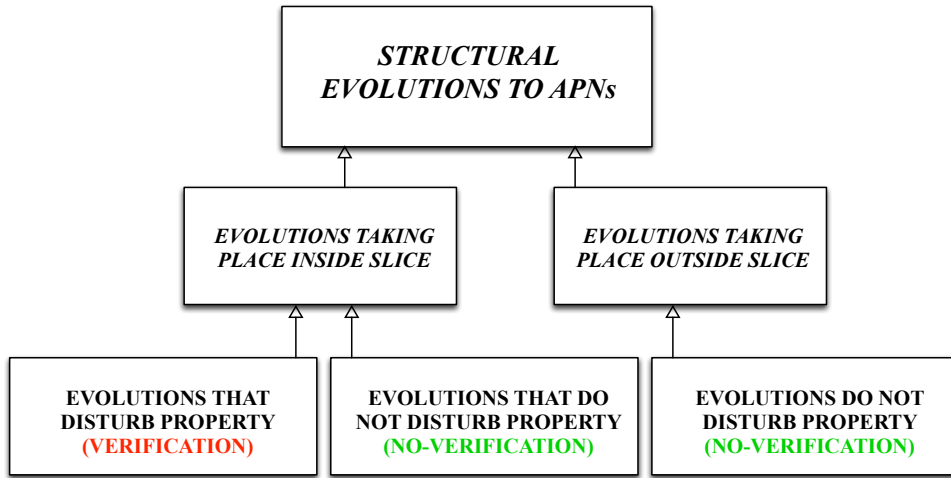 STRUCTURAL
EVOLUTIONS TO APNs
EVOLUTIONS TAKING
PLACE INSIDE SLICE
EVOLUTIONS TAKING
PLACE OUTSIDE SLICE
EVOLUTIONS THAT
DISTURB PROPERTY
(VERIFICATION)
EVOLUTIONS THAT DO
NOT DISTURB PROPERTY
(NO-VERIFICATION)
EVOLUTIONS DO NOT
DISTURB PROPERTY
(NO-VERIFICATION)